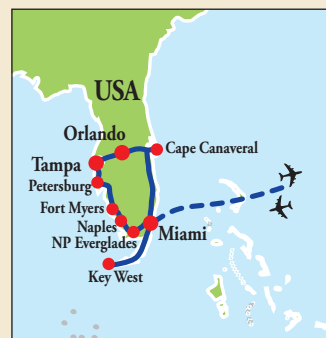 USA
Orlando
Cape Canaveral
Tampa
Petersburg
Fort Myers
Naples
NP Everglades
Miami
Key West